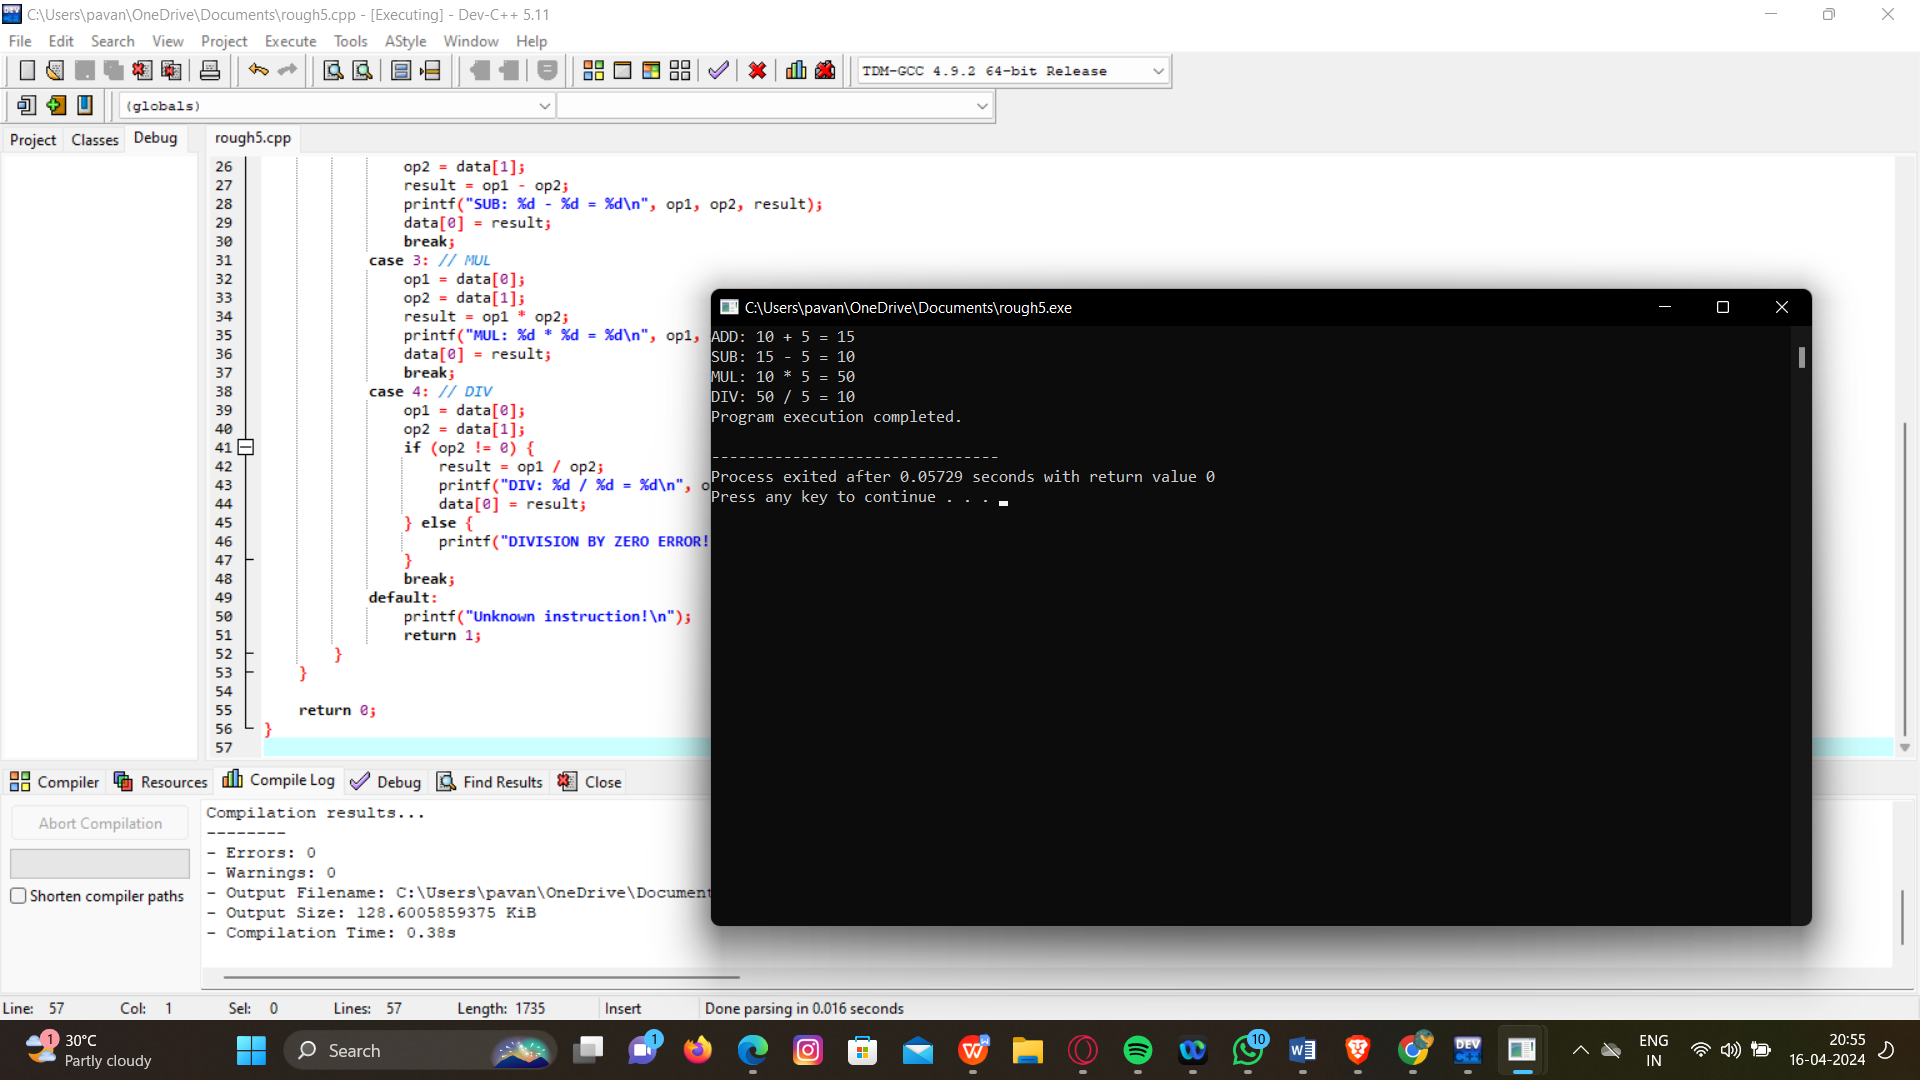 C:\Users\pavan\OneDrive\Documents\rough5.cpp - [Executing] - Dev-C++ 5.11
File Edit Search View Project Execute Tools AStyle Window Help
TDM-GCC 4.9.2 64-bit Release
(globals)
Project Classes Debug
rough5.cpp
26 op2 = data[1];
27 result = op1 - op2;
28 printf("SUB: %d - %d = %d\n", op1, op2, result);
29 data[0] = result;
30 break;
31 case 3: // MUL
32 op1 = data[0];
33 op2 = data[1];
34 result = op1 * op2;
35 printf("MUL: %d * %d = %d\n", op1,
36 data[0] = result;
37 break;
38 case 4: // DIV
39 op1 = data[0];
40 op2 = data[1];
41 if (op2 != 0) {
42 result = op1 / op2;
43 printf("DIV: %d / %d = %d\n", o
44 data[0] = result;
45 } else {
46 printf("DIVISION BY ZERO ERROR!
47 }
48 break;
49 default:
50 printf("Unknown instruction!\n");
51 return 1;
52 }
53 }
54
55 return 0;
56 }
57
C:\Users\pavan\OneDrive\Documents\rough5.exe
ADD: 10 + 5 = 15
SUB: 15 - 5 = 10
MUL: 10 * 5 = 50
DIV: 50 / 5 = 10
Program execution completed.
--------------------------------
Process exited after 0.05729 seconds with return value 0
Press any key to continue . . .
Compiler Resources Compile Log Debug Find Results Close
Abort Compilation
Shorten compiler paths
Compilation results...
--------
- Errors: 0
- Warnings: 0
- Output Filename: C:\Users\pavan\OneDrive\Document
- Output Size: 128.6005859375 KiB
- Compilation Time: 0.38s
Line: 57 Col: 1 Sel: 0 Lines: 57 Length: 1735 Insert Done parsing in 0.016 seconds
1
30°C
Partly cloudy
Search
1
10
DEV
ENG
IN
20:55
16-04-2024